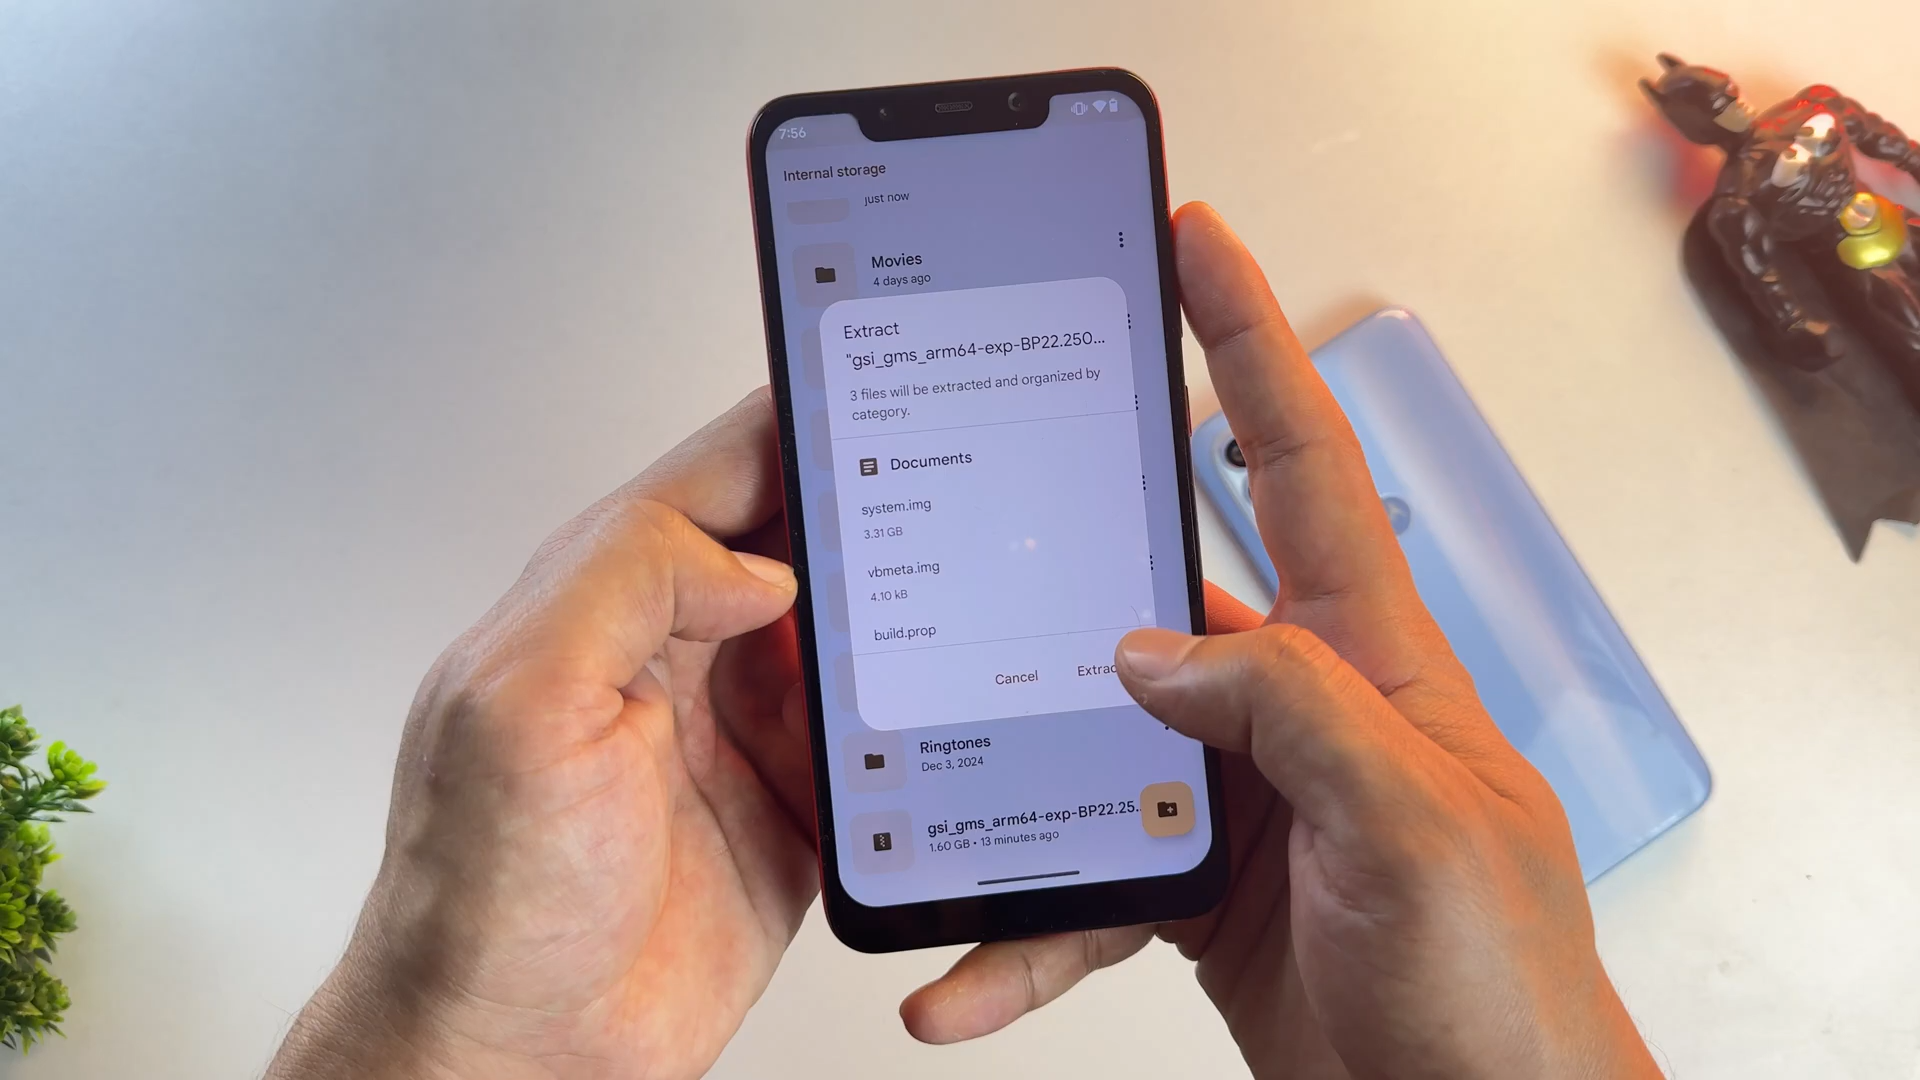 7:56
Internal storage
just now
Movies
4 days ago
Extract
"gsi_gms_arm64-exp-BP22.250...
3 files will be extracted and organized by
category.
Documents
system.img
3.31 GB
vbmeta.img
4.10 kB
build.prop
Cancel
Extrac
Ringtones
Dec 3, 2024
gsi_gms_arm64-exp-BP22.25..
1.60 GB • 13 minutes ago